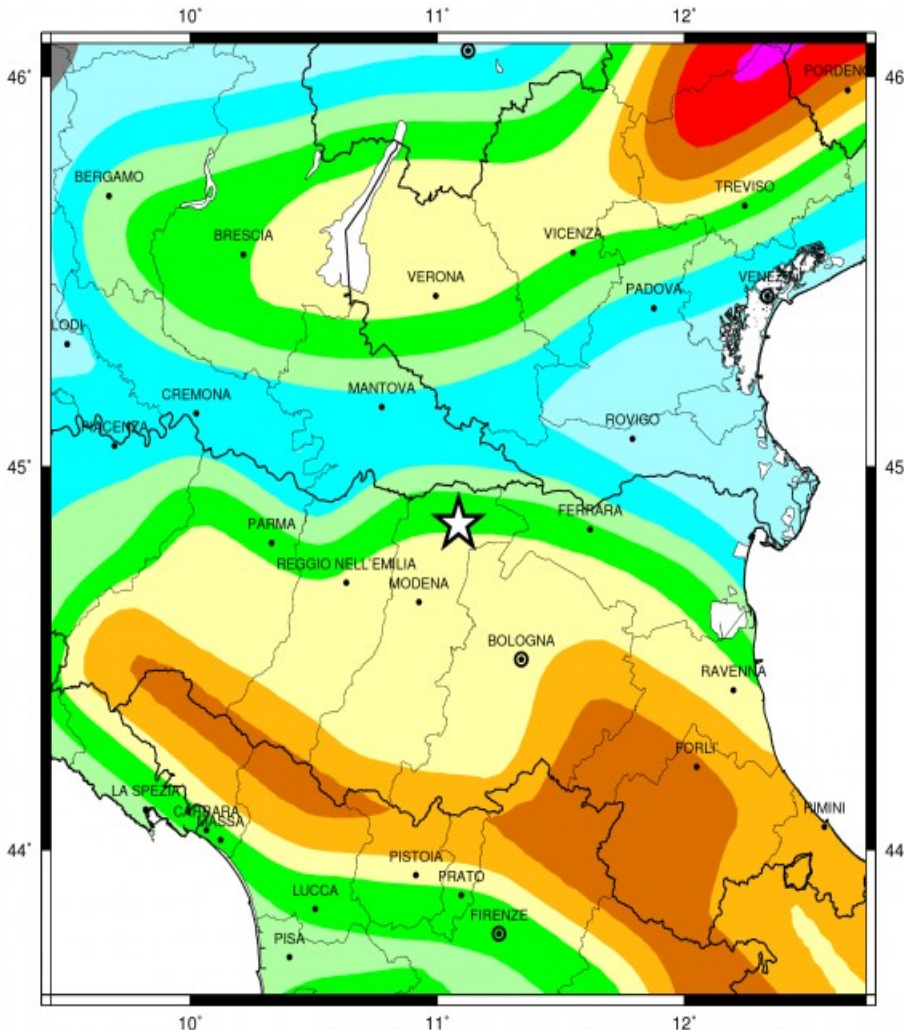 10° 11° 12°
46° 46°
PORDENO
BERGAMO
TREVISO
BRESCIA VICENZA
VERONA PADOVA VENEZIA
LODI
CREMONA MANTOVA
PIACENZA ROVIGO
45° 45°
PARMA FERRARA
REGGIO NELL'EMILIA
MODENA
BOLOGNA
RAVENNA
FORLI'
LA SPEZIA
CARRARA RIMINI
MASSA
44° 44°
PISTOIA
PRATO
LUCCA
FIRENZE
PISA
10° 11° 12°